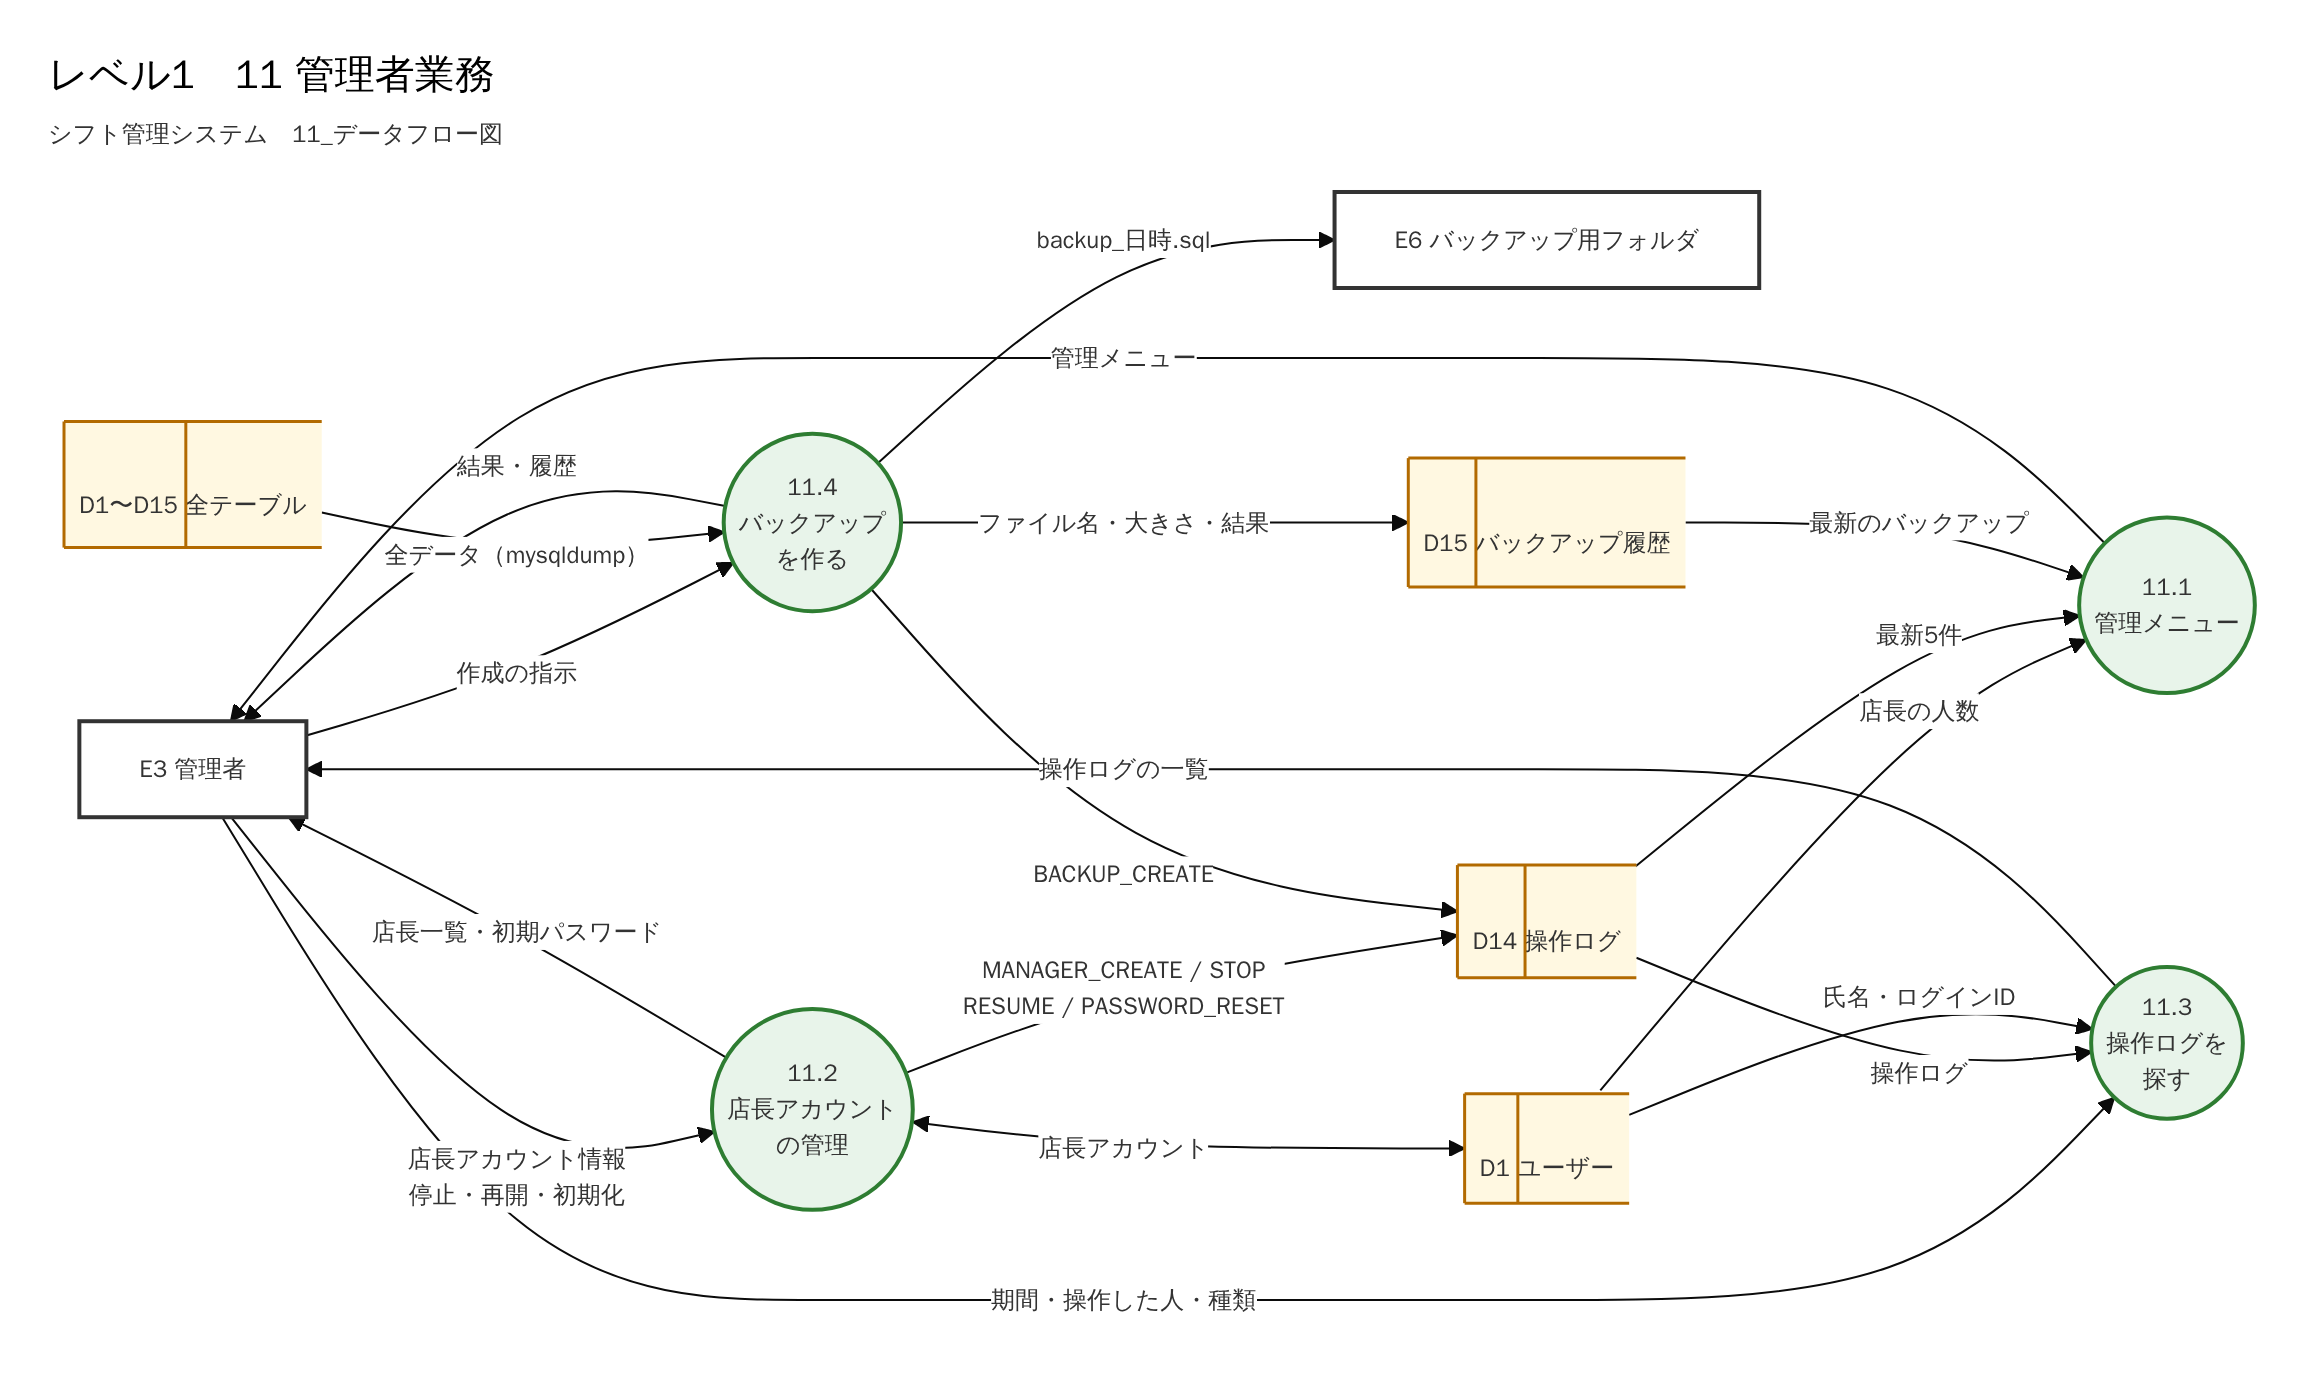 レベル1　11 管理者業務
シフト管理システム　11_データフロー図
backup_日時.sql
E6 バックアップ用フォルダ
管理メニュー
結果・履歴
D1〜D15 全テーブル
全データ（mysqldump）
11.4
バックアップ
を作る
ファイル名・大きさ・結果
D15 バックアップ履歴
最新のバックアップ
11.1
管理メニュー
最新5件
作成の指示
店長の人数
E3 管理者
操作ログの一覧
BACKUP_CREATE
店長一覧・初期パスワード
D14 操作ログ
MANAGER_CREATE / STOP
RESUME / PASSWORD_RESET
氏名・ログインID
11.3
操作ログを
探す
操作ログ
11.2
店長アカウント
の管理
店長アカウント
D1 ユーザー
店長アカウント情報
停止・再開・初期化
期間・操作した人・種類